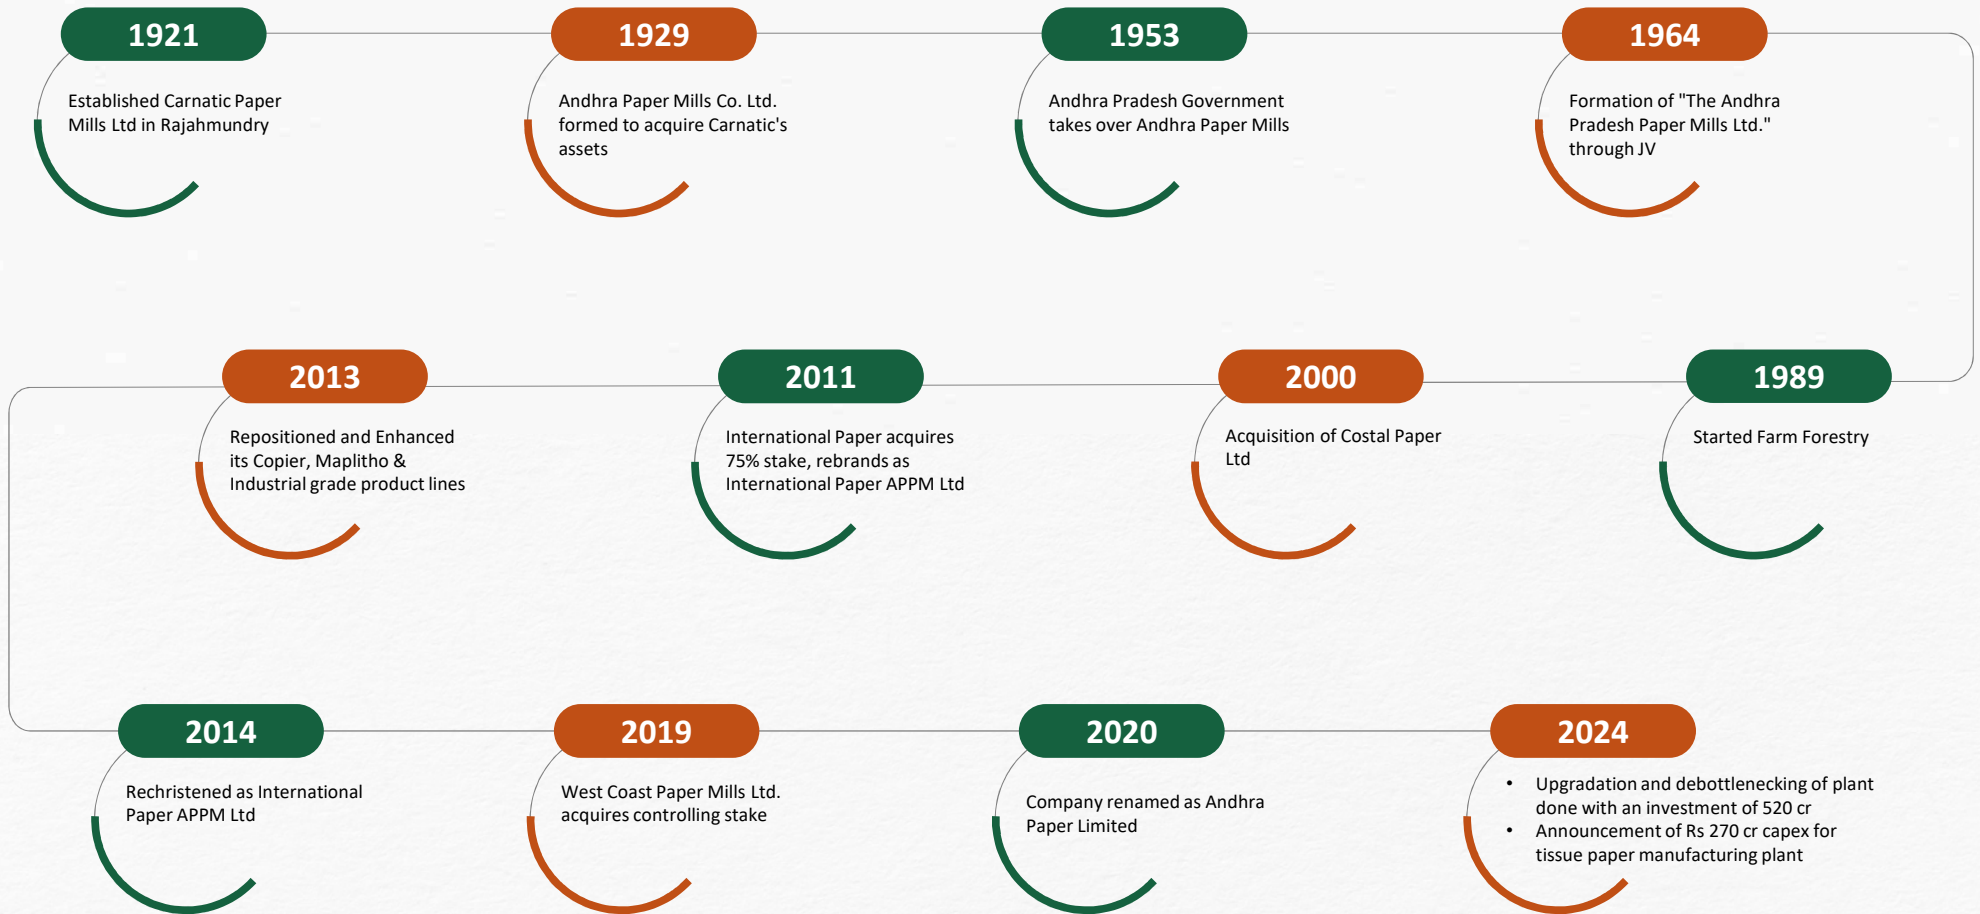 1921
Established Carnatic Paper
Mills Ltd in Rajahmundry
1929
Andhra Paper Mills Co. Ltd.
formed to acquire Carnatic's
assets
1953
Andhra Pradesh Government
takes over Andhra Paper Mills
1964
Formation of "The Andhra
Pradesh Paper Mills Ltd."
through JV
1989
Started Farm Forestry
2000
Acquisition of Costal Paper
Ltd
2011
International Paper acquires
75% stake, rebrands as
International Paper APPM Ltd
2013
Repositioned and Enhanced
its Copier, Maplitho &
Industrial grade product lines
2014
Rechristened as International
Paper APPM Ltd
2019
West Coast Paper Mills Ltd.
acquires controlling stake
2020
Company renamed as Andhra
Paper Limited
2024
• Upgradation and debottlenecking of plant
done with an investment of 520 cr
• Announcement of Rs 270 cr capex for
tissue paper manufacturing plant